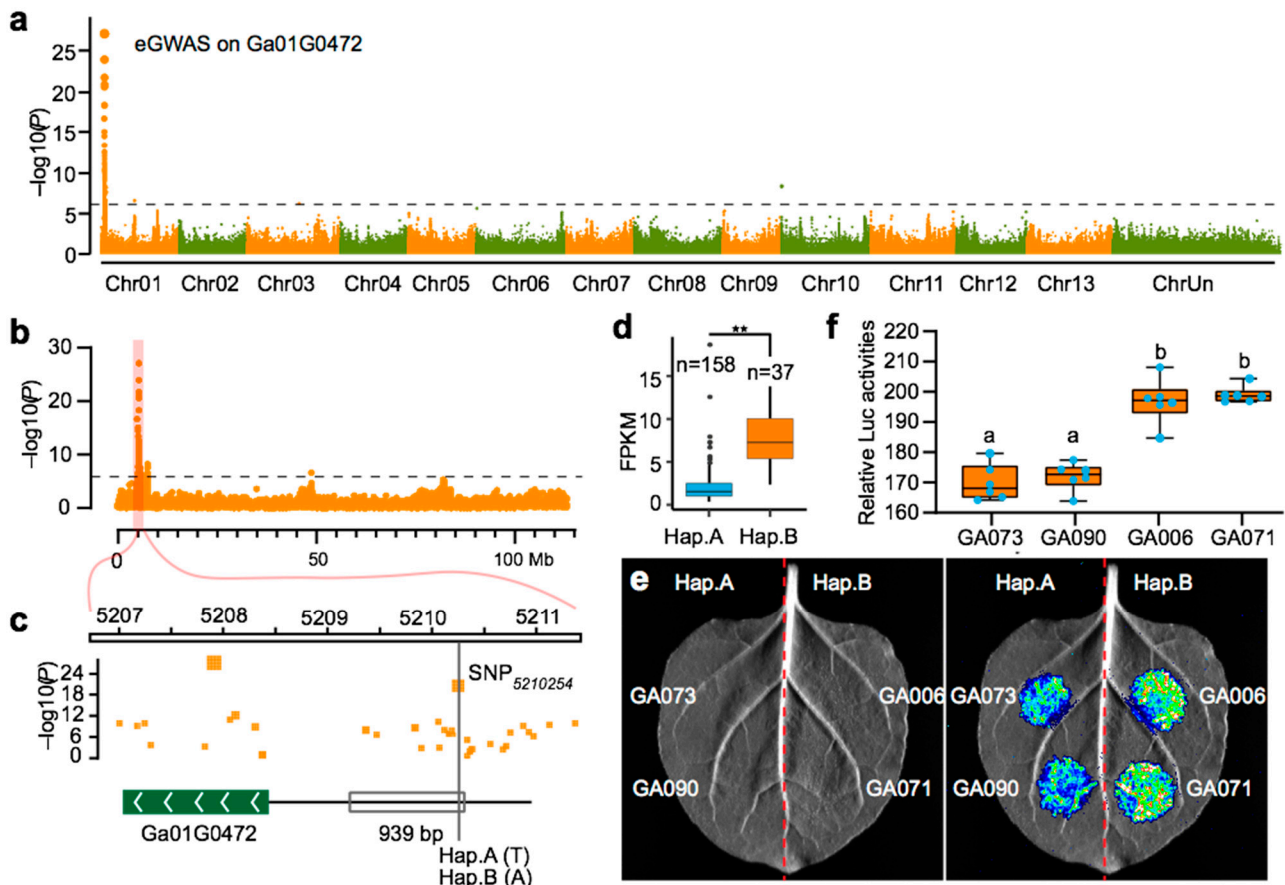 a
eGWAS on Ga01G0472
–log10(P)
25
20
15
10
5
0
Chr01 Chr02 Chr03 Chr04 Chr05 Chr06 Chr07 Chr08 Chr09 Chr10 Chr11 Chr12 Chr13 ChrUn
b
–log10(P)
30
20
10
0
0 50 100 Mb
c
5207 5208 5209 5210 5211
–log10(P)
24
18
12
6
0
SNP5210254
Ga01G0472
939 bp
Hap.A (T)
Hap.B (A)
d
**
n=158
n=37
FPKM
15
10
5
0
Hap.A Hap.B
f
Relative Luc activities
220
210
200
190
180
170
160
a a b b
GA073 GA090 GA006 GA071
e
Hap.A Hap.B
GA073 GA006
GA090 GA071
Hap.A Hap.B
GA073 GA006
GA090 GA071